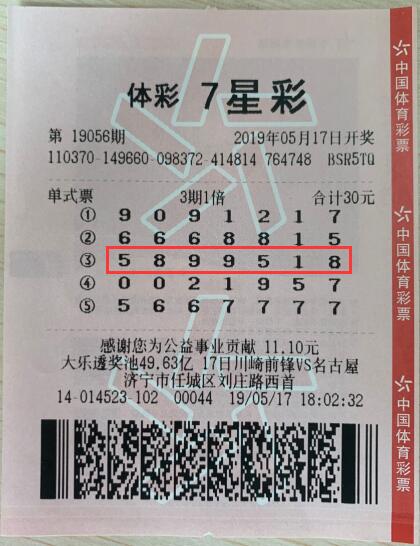 体彩 7星彩
第 19056期 2019年05月17日开奖
110370-149660-098372-414814 764748 BSR5TQ
单式票 3期1倍 合计30元
① 9 0 9 1 2 1 7
② 6 6 6 8 8 1 5
③ 5 8 9 9 5 1 8
④ 0 0 2 1 9 5 7
⑤ 5 6 6 7 7 7 7
感谢您为公益事业贡献 11.10元
大乐透奖池49.63亿 17日川崎前锋VS名古屋
济宁市任城区刘庄路西首
14-014523-102 00044 19/05/17 18:02:32
中国体育彩票
中国体育彩票
中国体育彩票